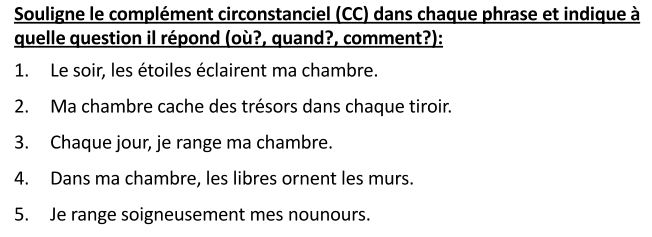 Souligne le complément circonstanciel (CC) dans chaque phrase et indique à
quelle question il répond (où?, quand?, comment?):
1. Le soir, les étoiles éclairent ma chambre.
2. Ma chambre cache des trésors dans chaque tiroir.
3. Chaque jour, je range ma chambre.
4. Dans ma chambre, les libres ornent les murs.
5. Je range soigneusement mes nounours.